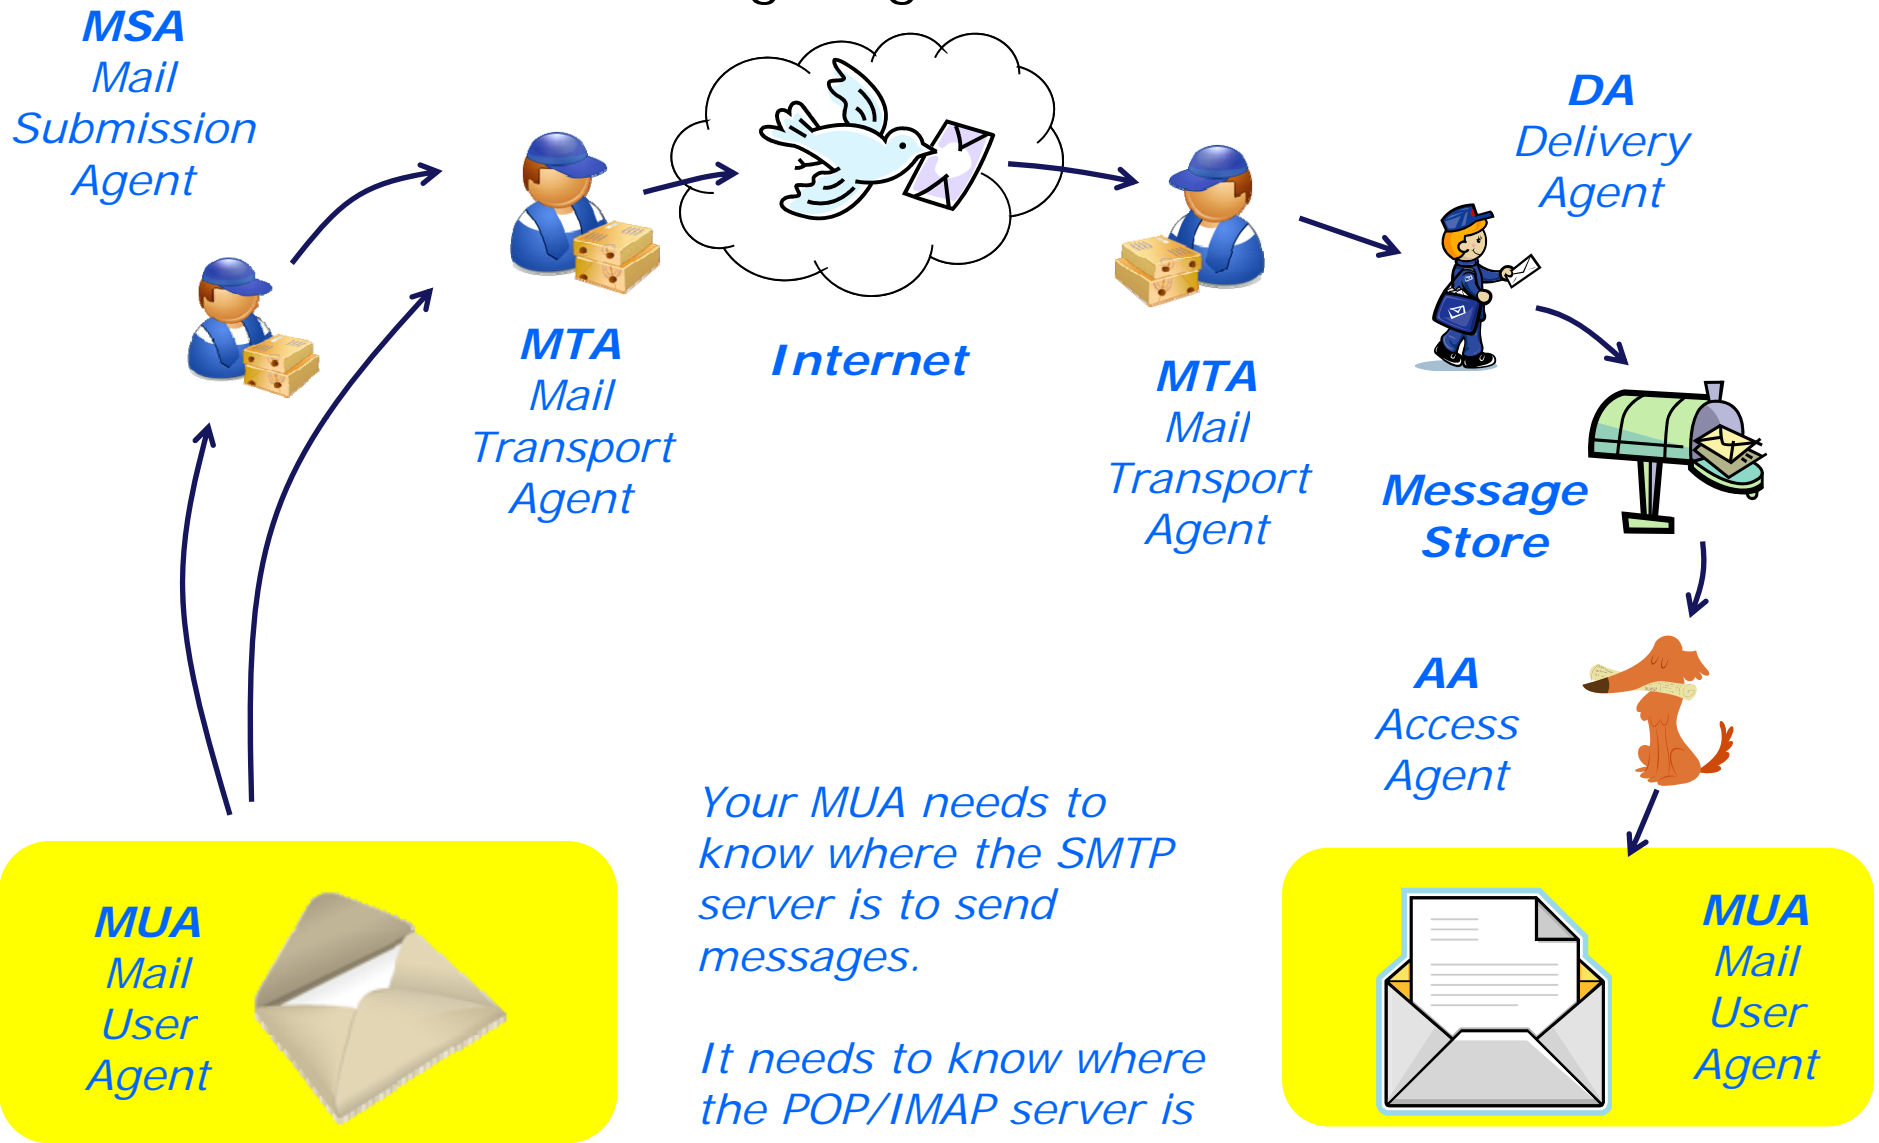 MSA
Mail
Submission
Agent
DA
Delivery
Agent
MTA
Mail
Transport
Agent
Internet
MTA
Mail
Transport
Agent
Message
Store
AA
Access
Agent
MUA
Mail
User
Agent
Your MUA needs to
know where the SMTP
server is to send
messages.
It needs to know where
the POP/IMAP server is
MUA
Mail
User
Agent